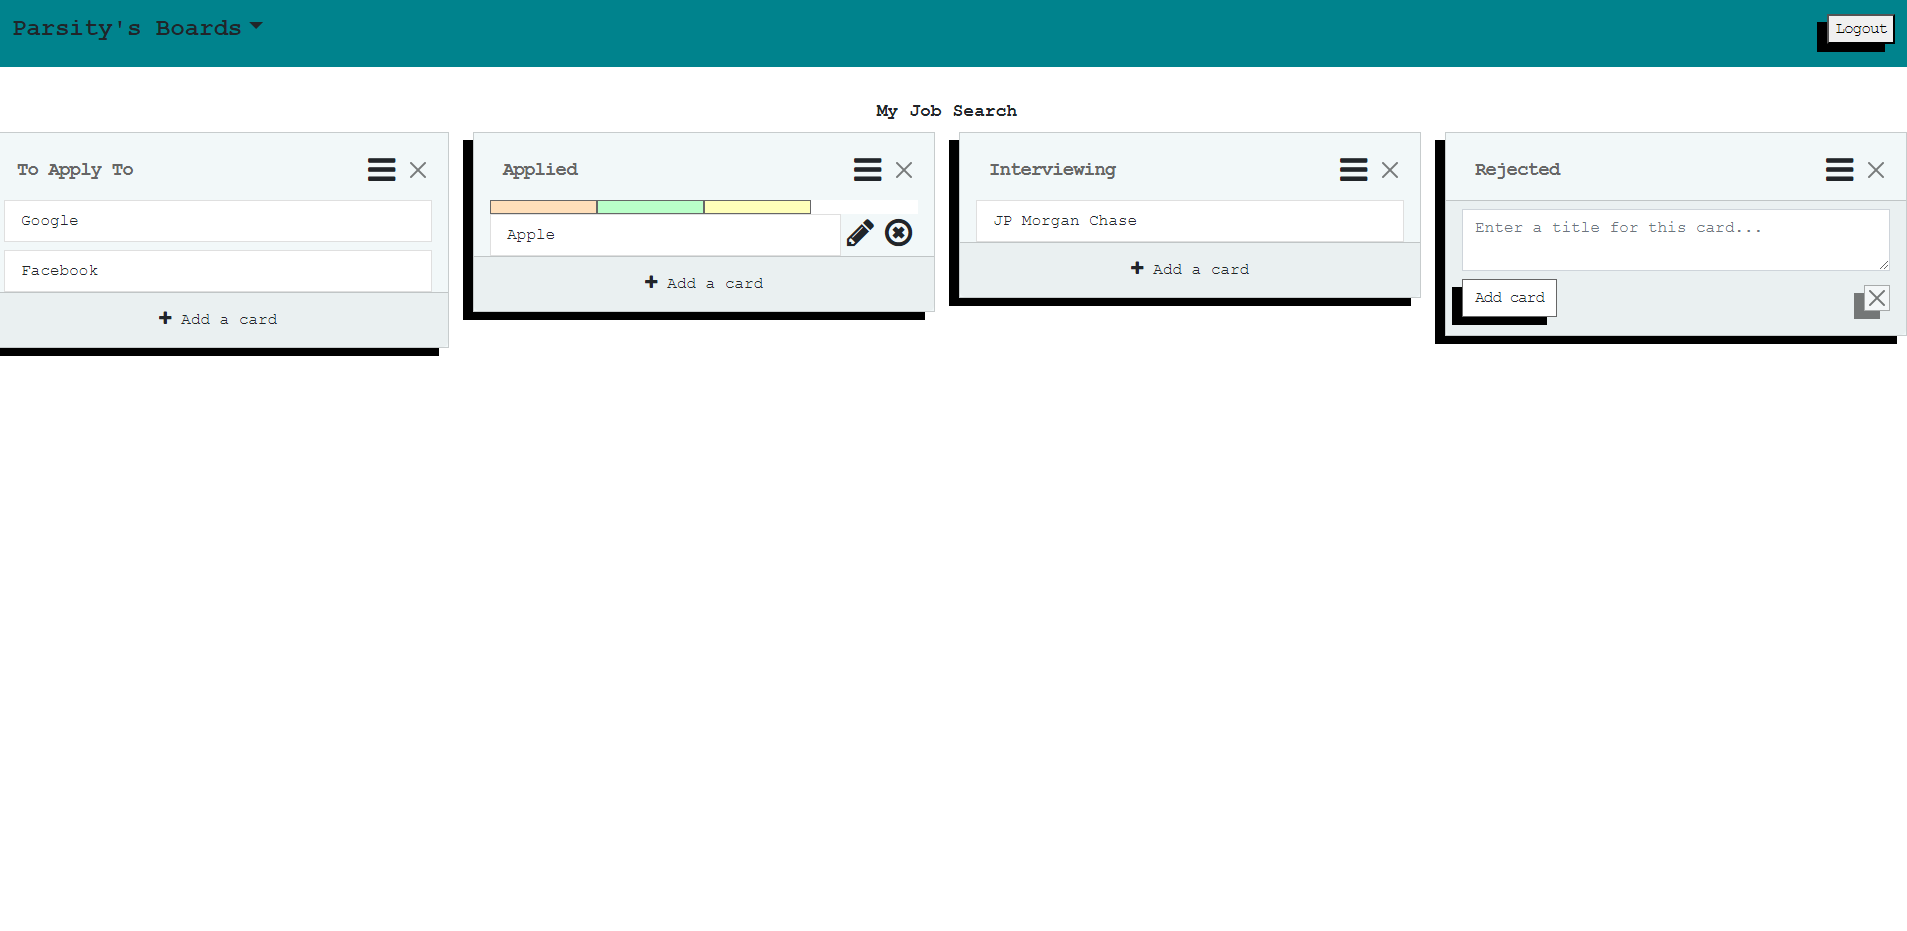 Parsity's Boards
Logout
My Job Search
To Apply To
Google
Facebook
Add a card
Applied
Apple
Add a card
Interviewing
JP Morgan Chase
Add a card
Rejected
Enter a title for this card...
Add card